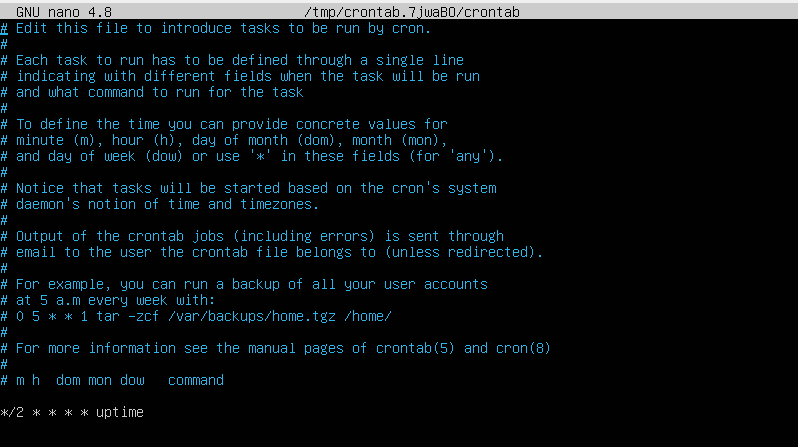 GNU nano 4.8 /tmp/crontab.7jwaBO/crontab
# Edit this file to introduce tasks to be run by cron.
#
# Each task to run has to be defined through a single line
# indicating with different fields when the task will be run
# and what command to run for the task
#
# To define the time you can provide concrete values for
# minute (m), hour (h), day of month (dom), month (mon),
# and day of week (dow) or use '*' in these fields (for 'any').
#
# Notice that tasks will be started based on the cron's system
# daemon's notion of time and timezones.
#
# Output of the crontab jobs (including errors) is sent through
# email to the user the crontab file belongs to (unless redirected).
#
# For example, you can run a backup of all your user accounts
# at 5 a.m every week with:
# 0 5 * * 1 tar -zcf /var/backups/home.tgz /home/
#
# For more information see the manual pages of crontab(5) and cron(8)
#
# m h  dom mon dow   command
*/2 * * * * uptime